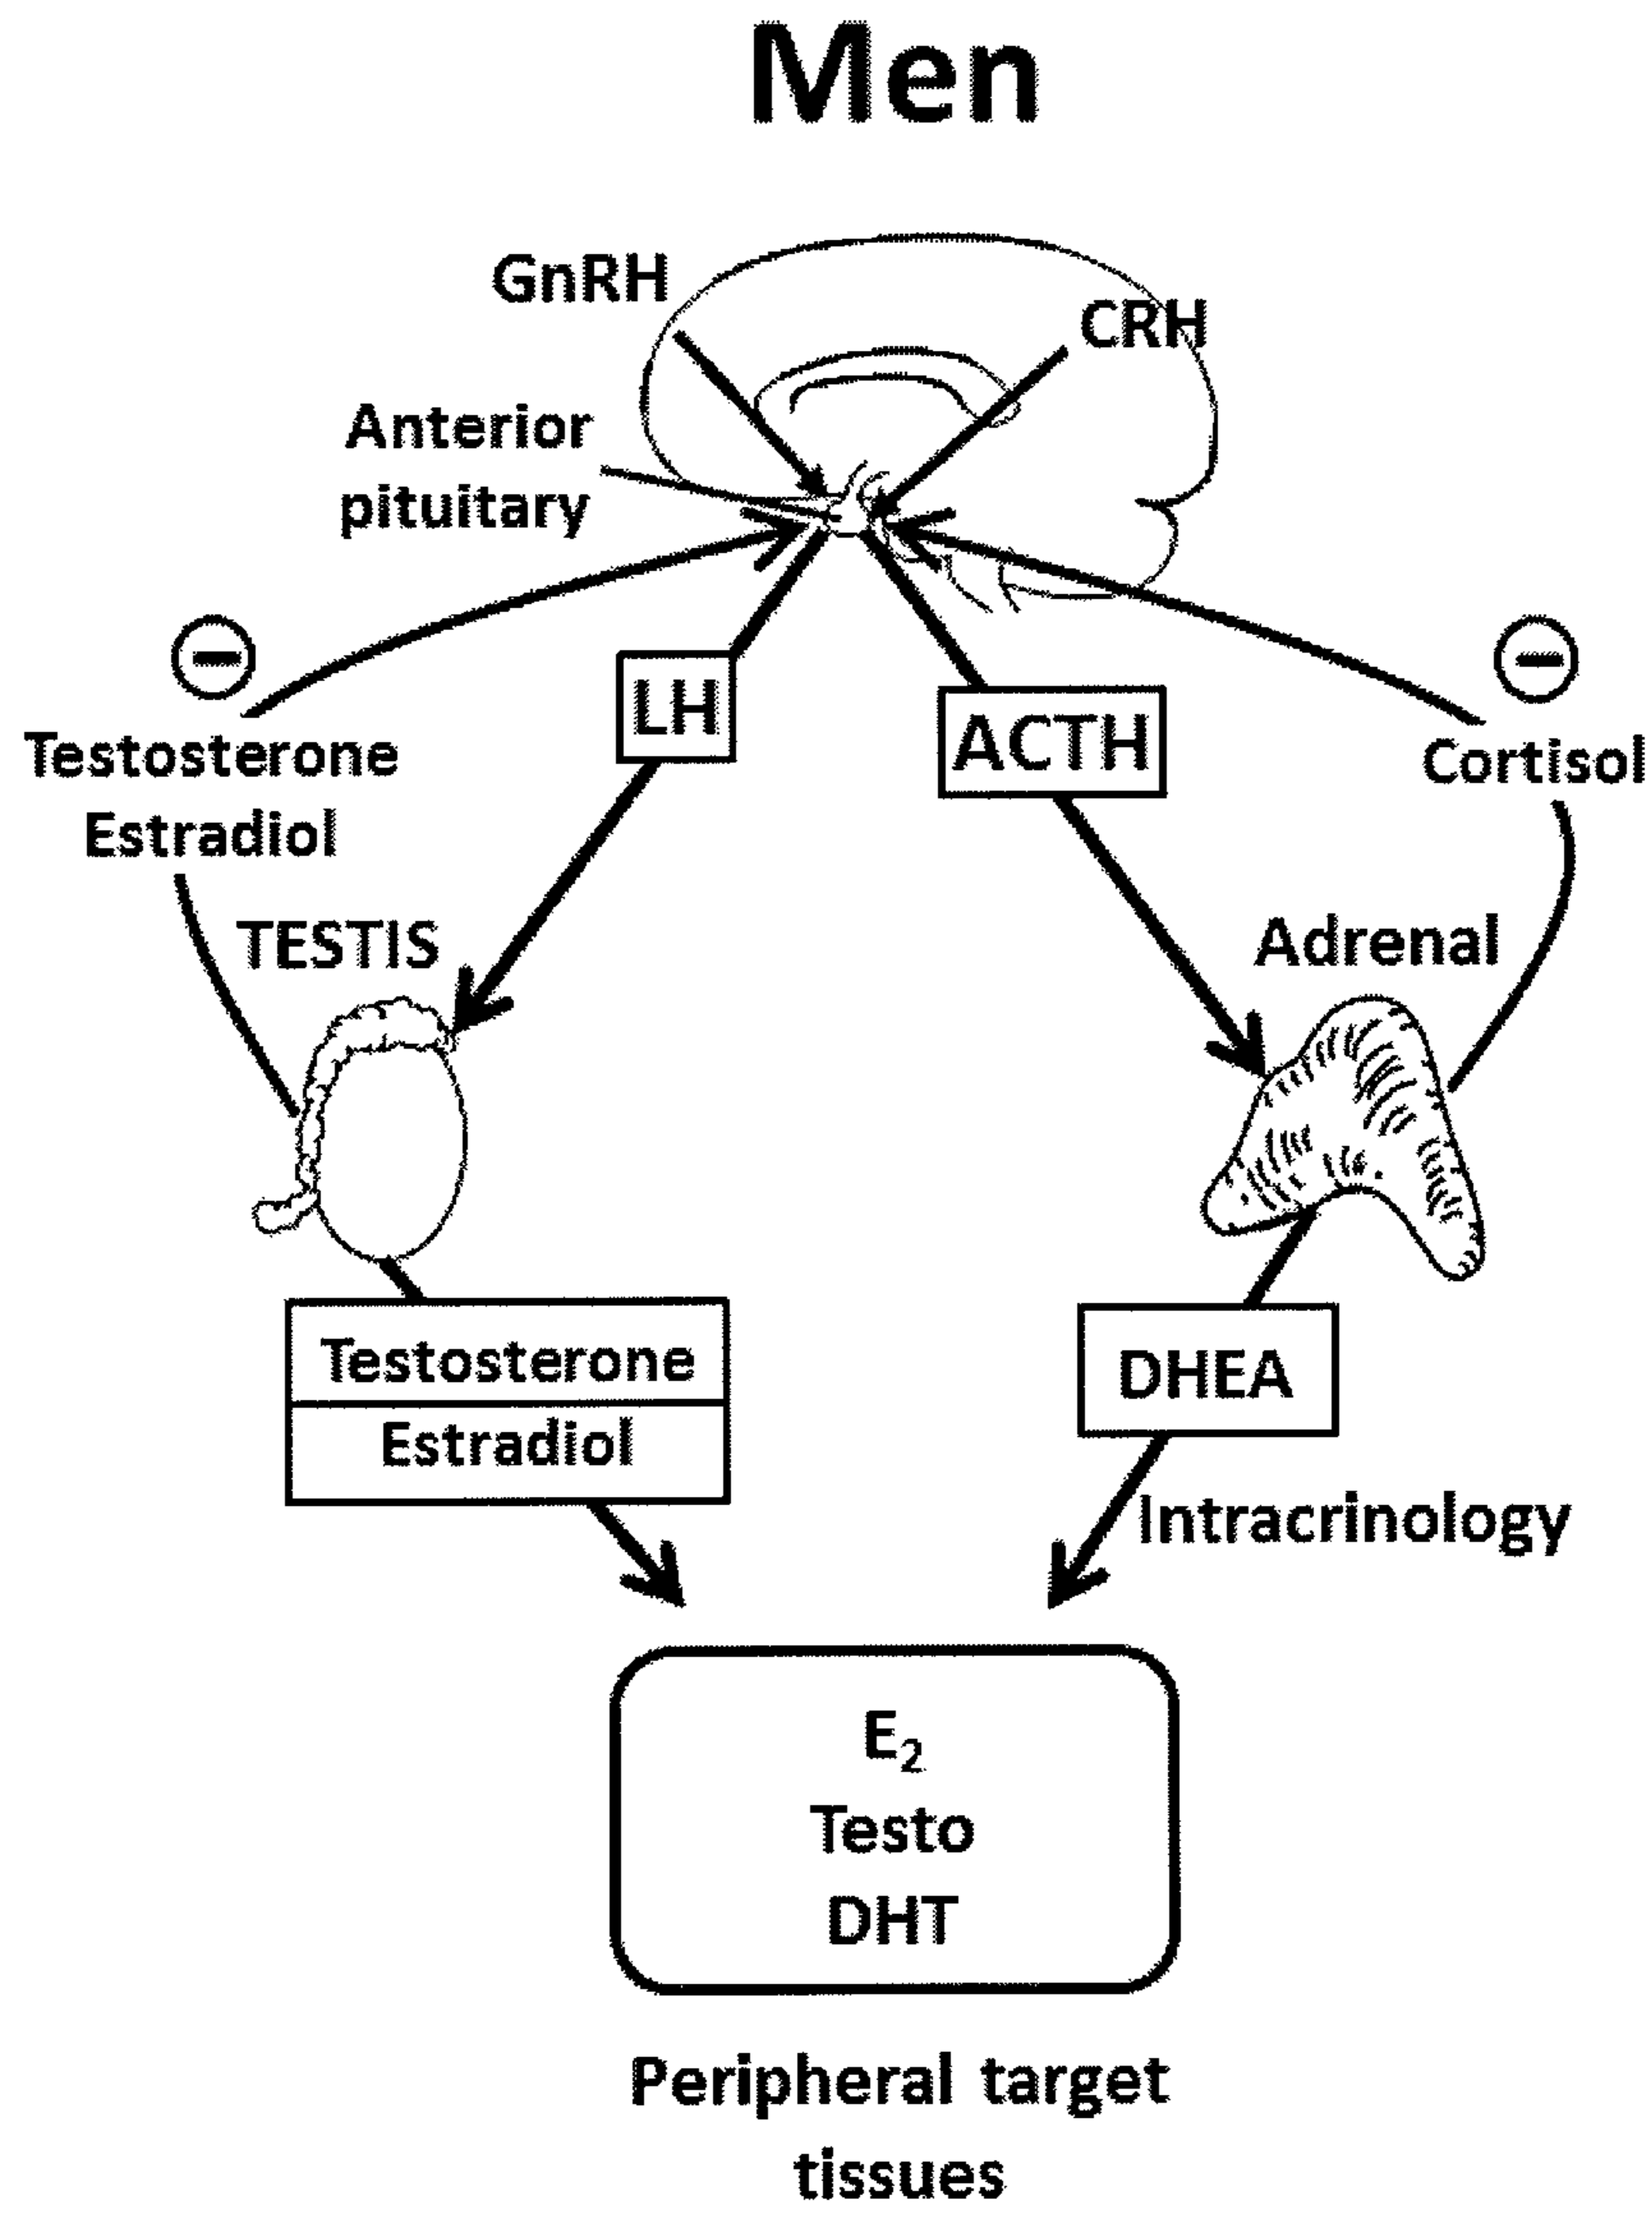 Men
GnRH
CRH
Anterior
pituitary
LH
ACTH
Testosterone
Estradiol
Cortisol
TESTIS
Adrenal
Testosterone
Estradiol
DHEA
Intracrinology
E₂
Testo
DHT
Peripheral target
tissues